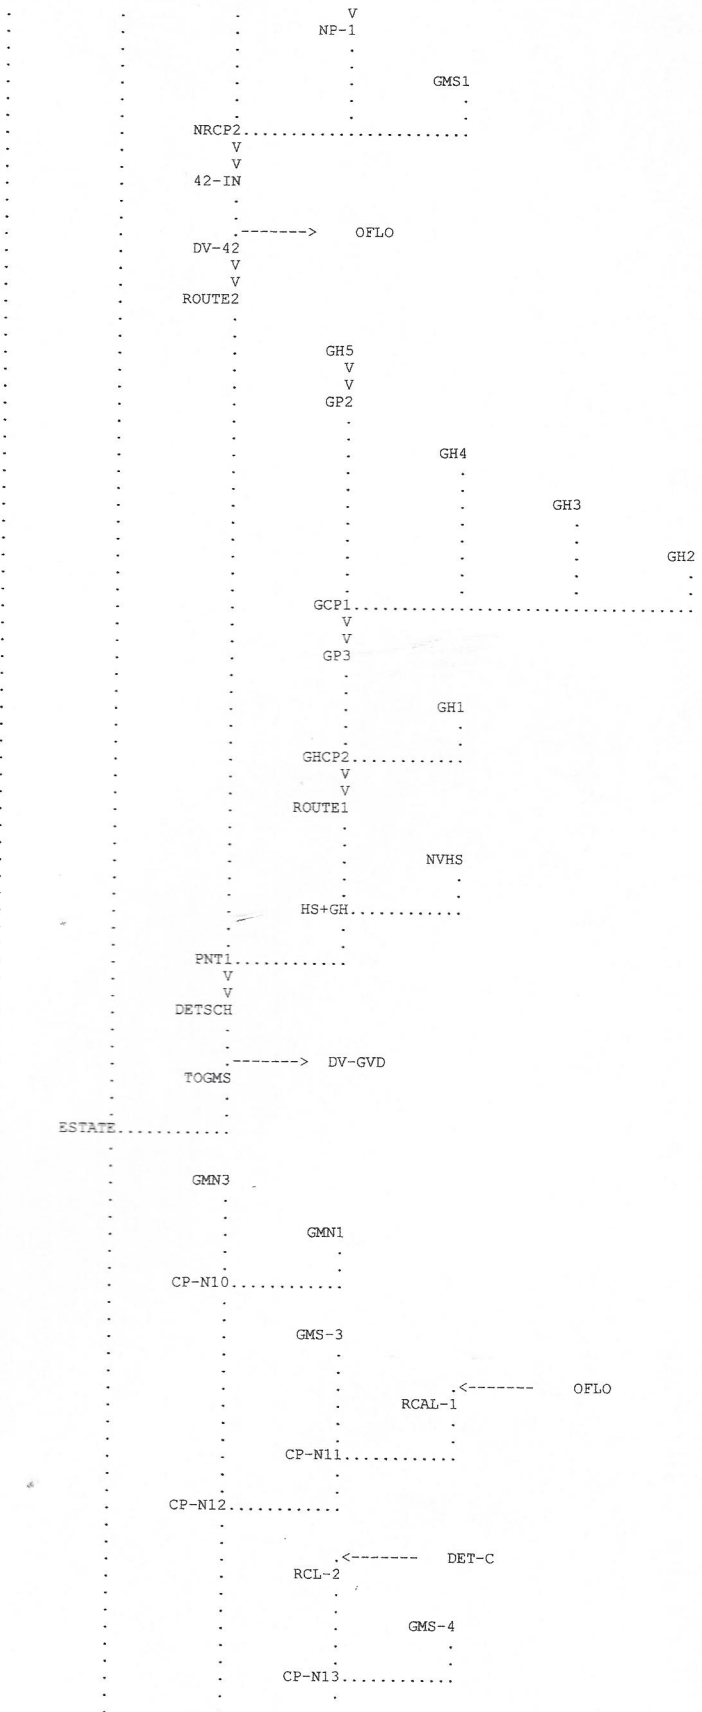 V
NP-1
GMS1
NRCP2.......................
V
V
42-IN
.-------> OFLO
DV-42
V
V
ROUTE2
GH5
V
V
GP2
GH4
GH3
GH2
GCP1...................................
V
V
GP3
GH1
GHCP2............
V
V
ROUTE1
NVHS
HS+GH............
PNT1............
V
V
DETSCH
.-------> DV-GVD
TOGMS
ESTATE............
GMN3
GMN1
CP-N10............
GMS-3
.<------- OFLO
RCAL-1
CP-N11............
CP-N12............
.<------- DET-C
RCL-2
GMS-4
CP-N13............